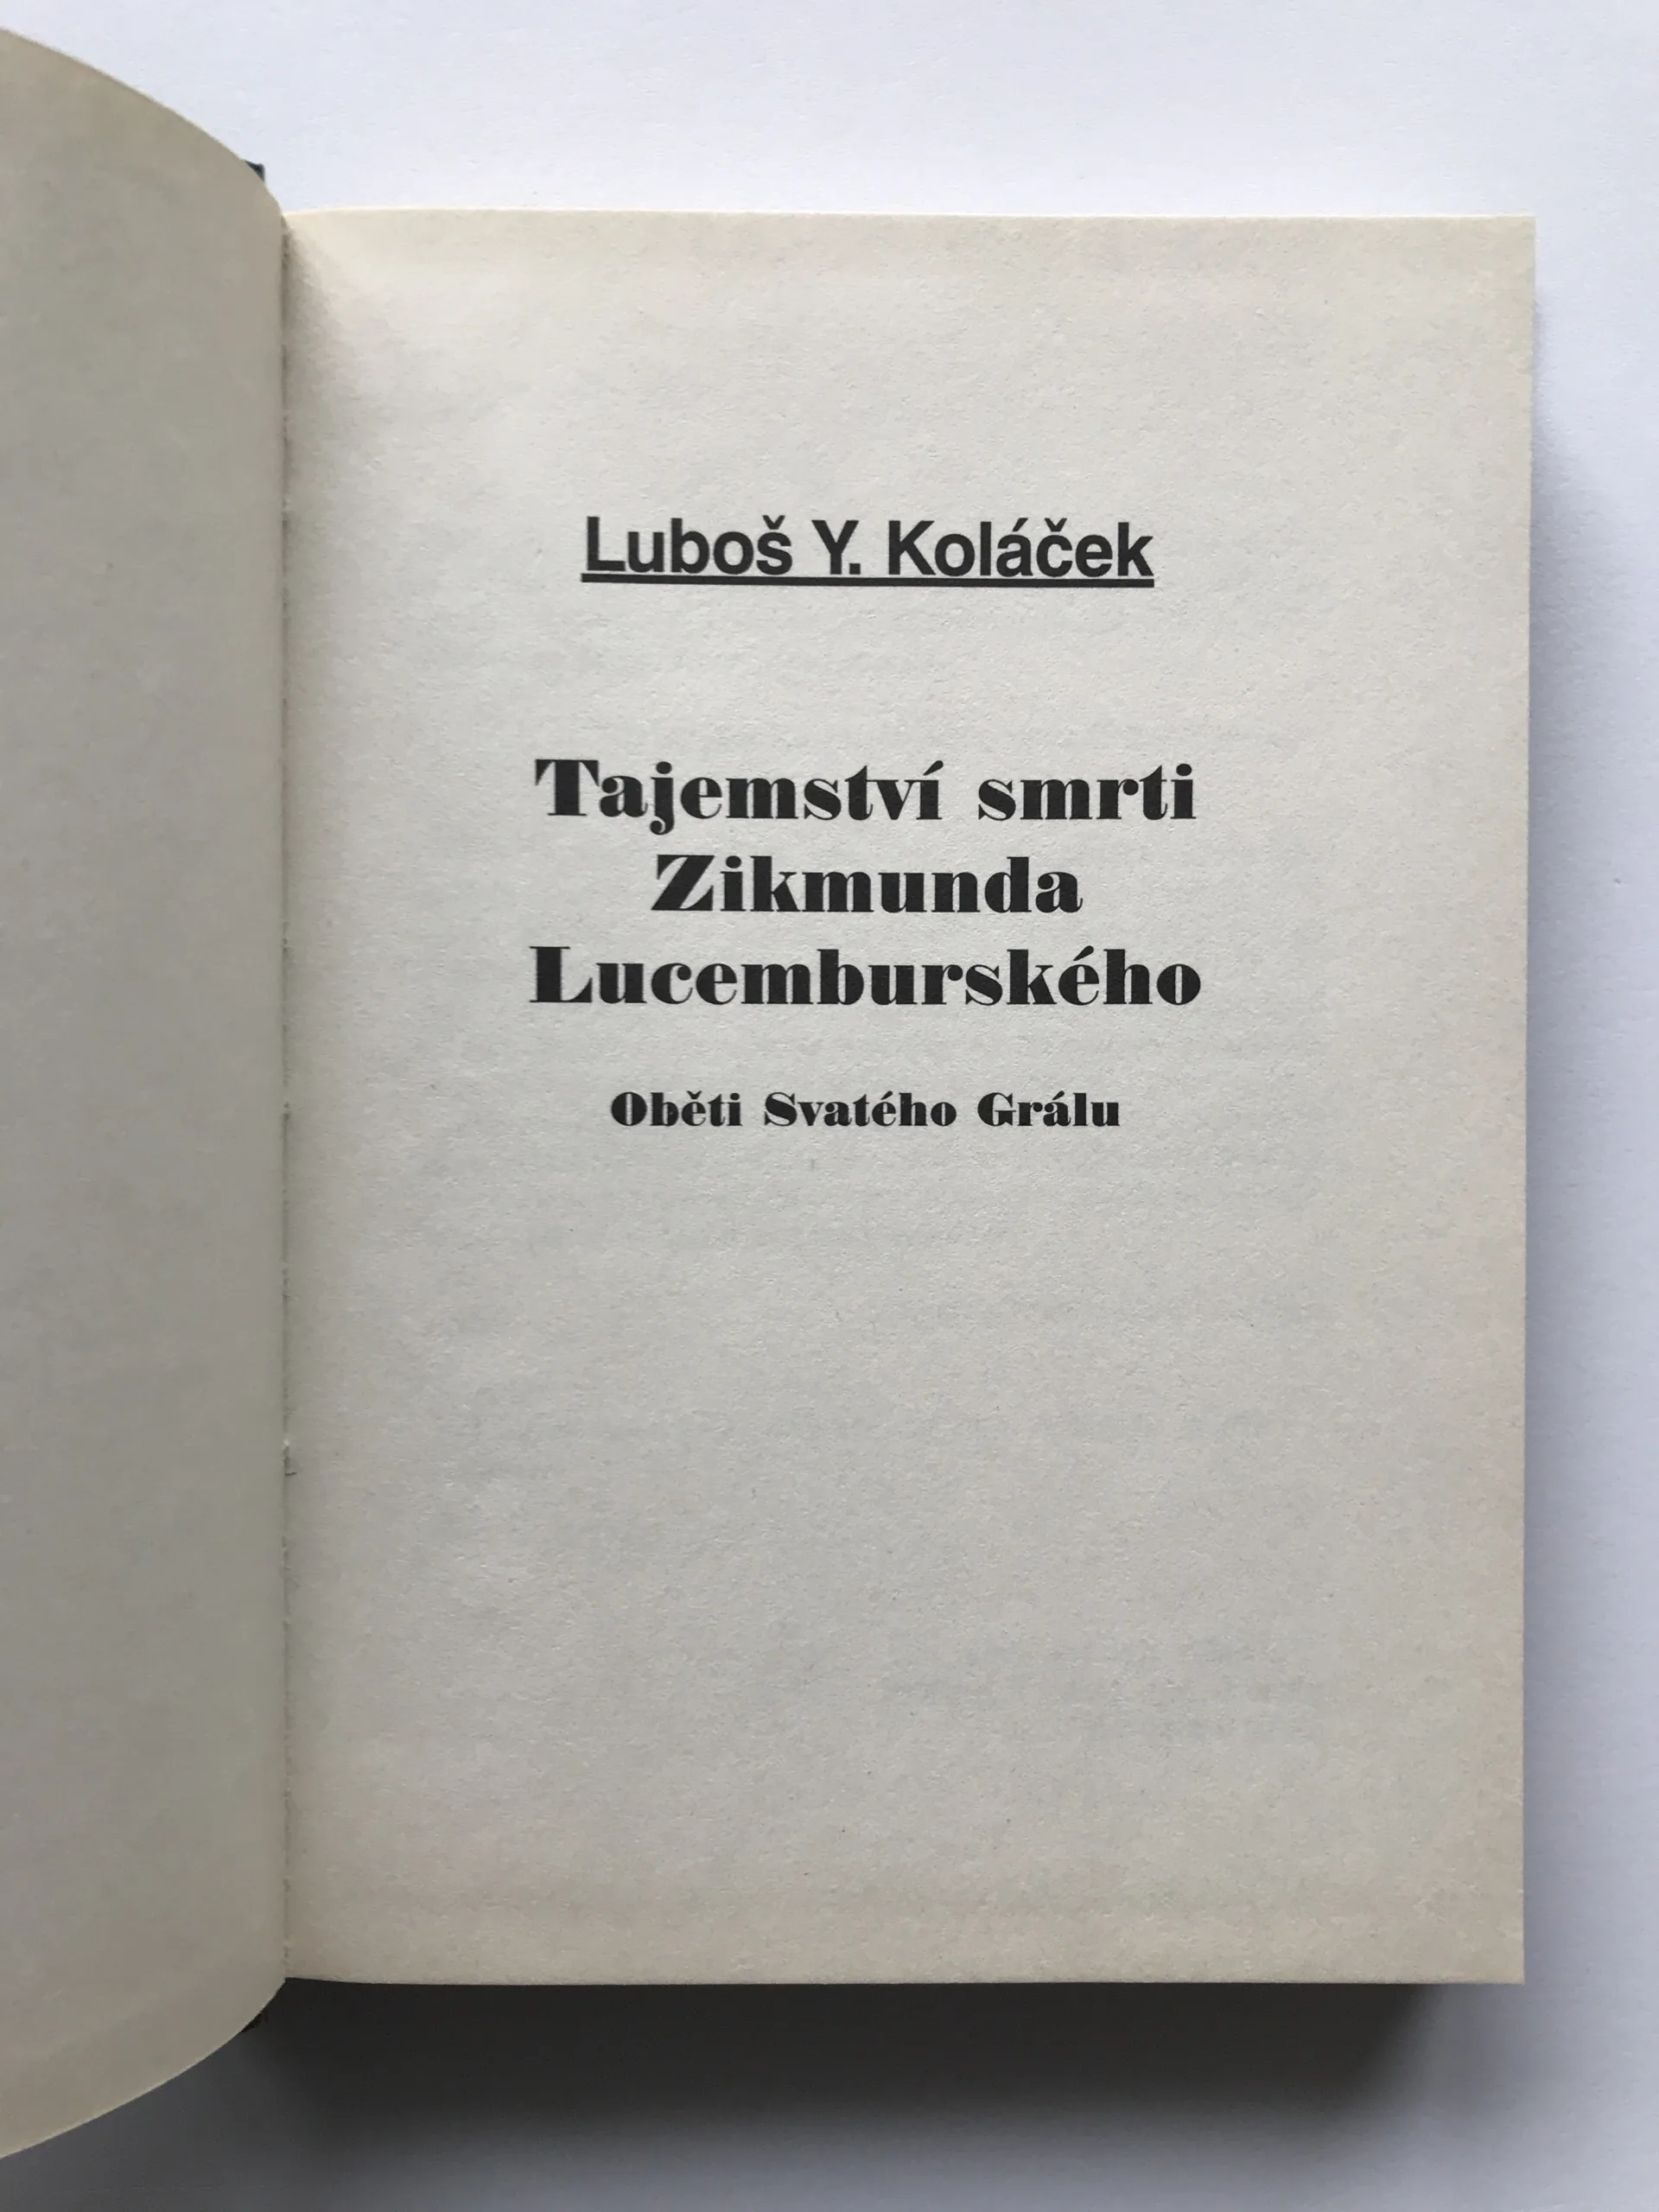 Luboš Y. Koláček
Tajemství smrti
Zikmunda
Lucemburského
Oběti Svatého Grálu